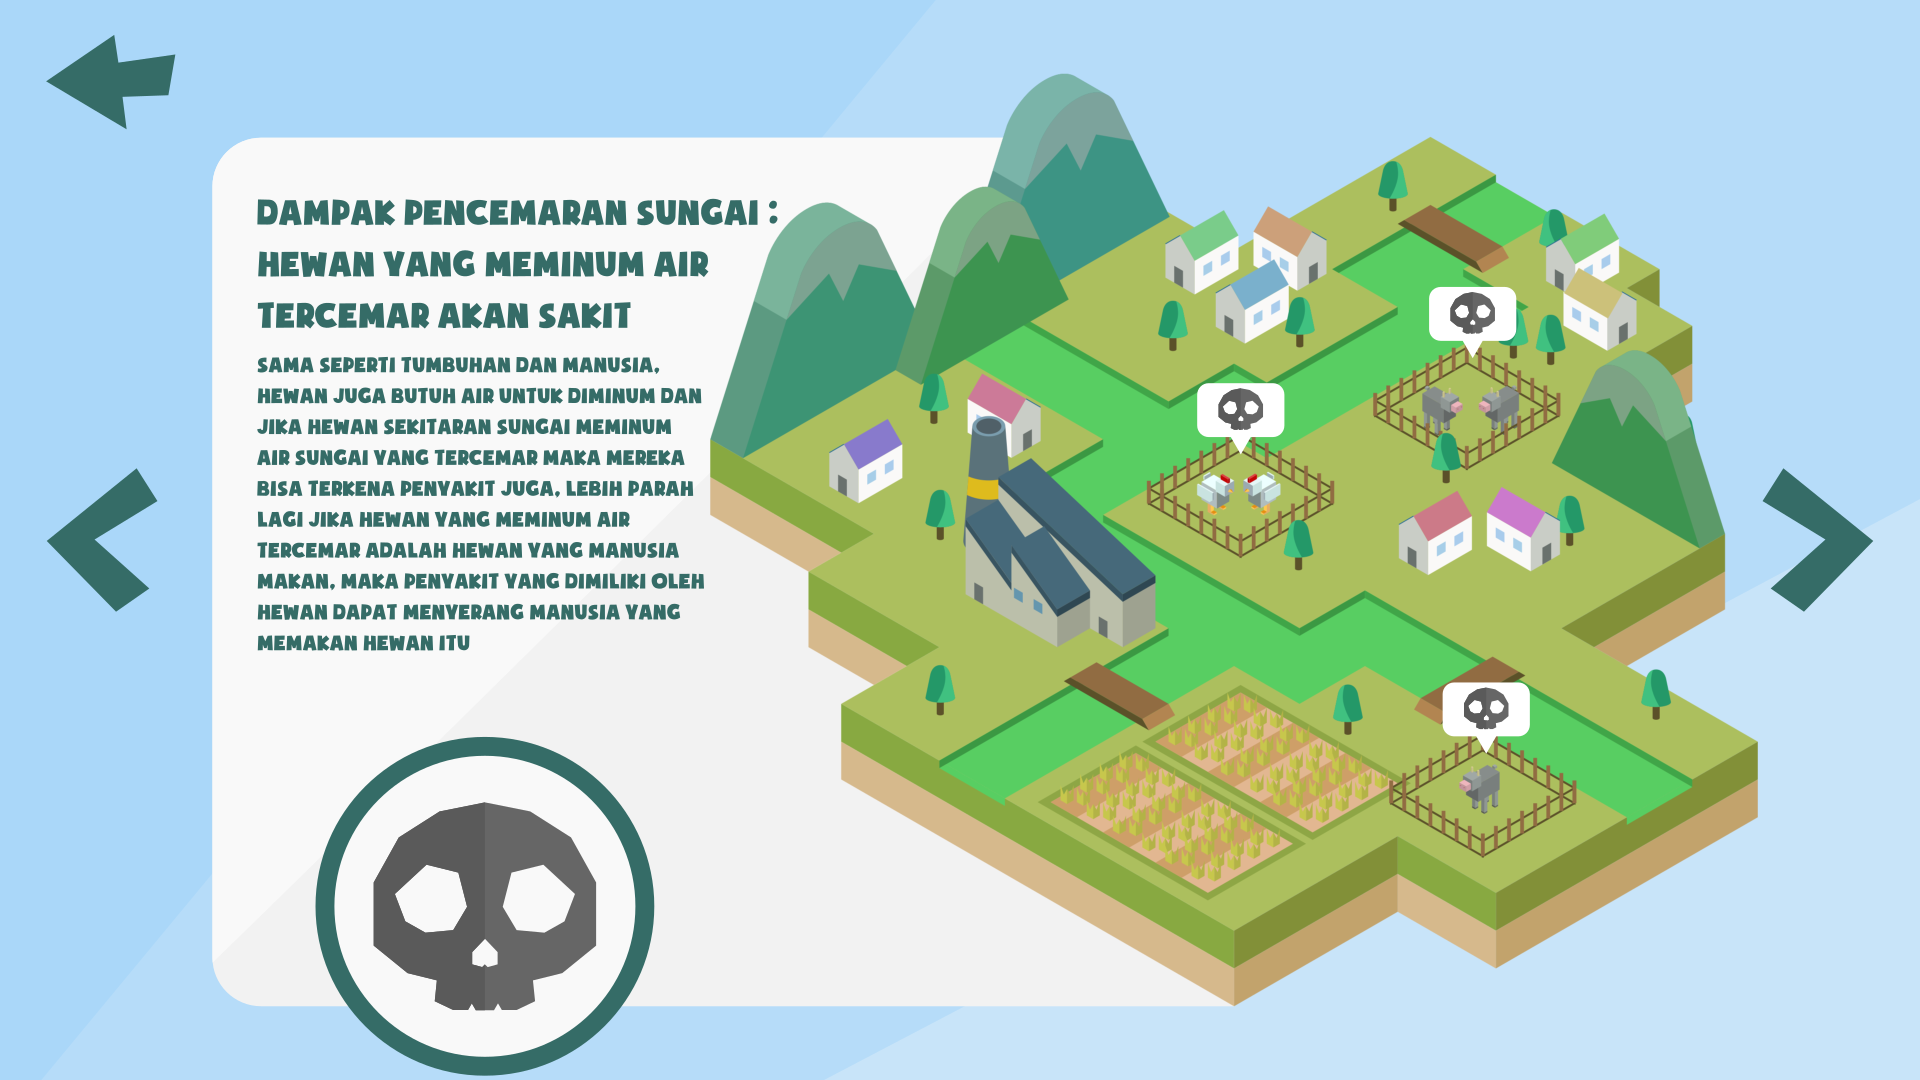 DAMPAK PENCEMARAN SUNGAI :
HEWAN YANG MEMINUM AIR
TERCEMAR AKAN SAKIT
SAMA SEPERTI TUMBUHAN DAN MANUSIA,
HEWAN JUGA BUTUH AIR UNTUK DIMINUM DAN
JIKA HEWAN SEKITARAN SUNGAI MEMINUM
AIR SUNGAI YANG TERCEMAR MAKA MEREKA
BISA TERKENA PENYAKIT JUGA, LEBIH PARAH
LAGI JIKA HEWAN YANG MEMINUM AIR
TERCEMAR ADALAH HEWAN YANG MANUSIA
MAKAN, MAKA PENYAKIT YANG DIMILIKI OLEH
HEWAN DAPAT MENYERANG MANUSIA YANG
MEMAKAN HEWAN ITU